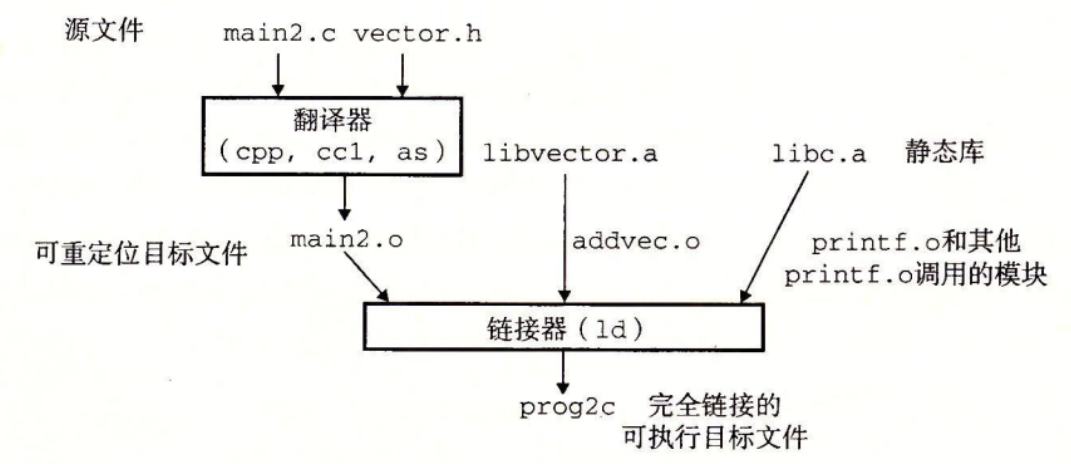 源文件 main2.c vector.h
翻译器
(cpp, cc1, as)
libvector.a libc.a 静态库
可重定位目标文件 main2.o addvec.o printf.o和其他
printf.o调用的模块
链接器(ld)
prog2c 完全链接的
可执行目标文件